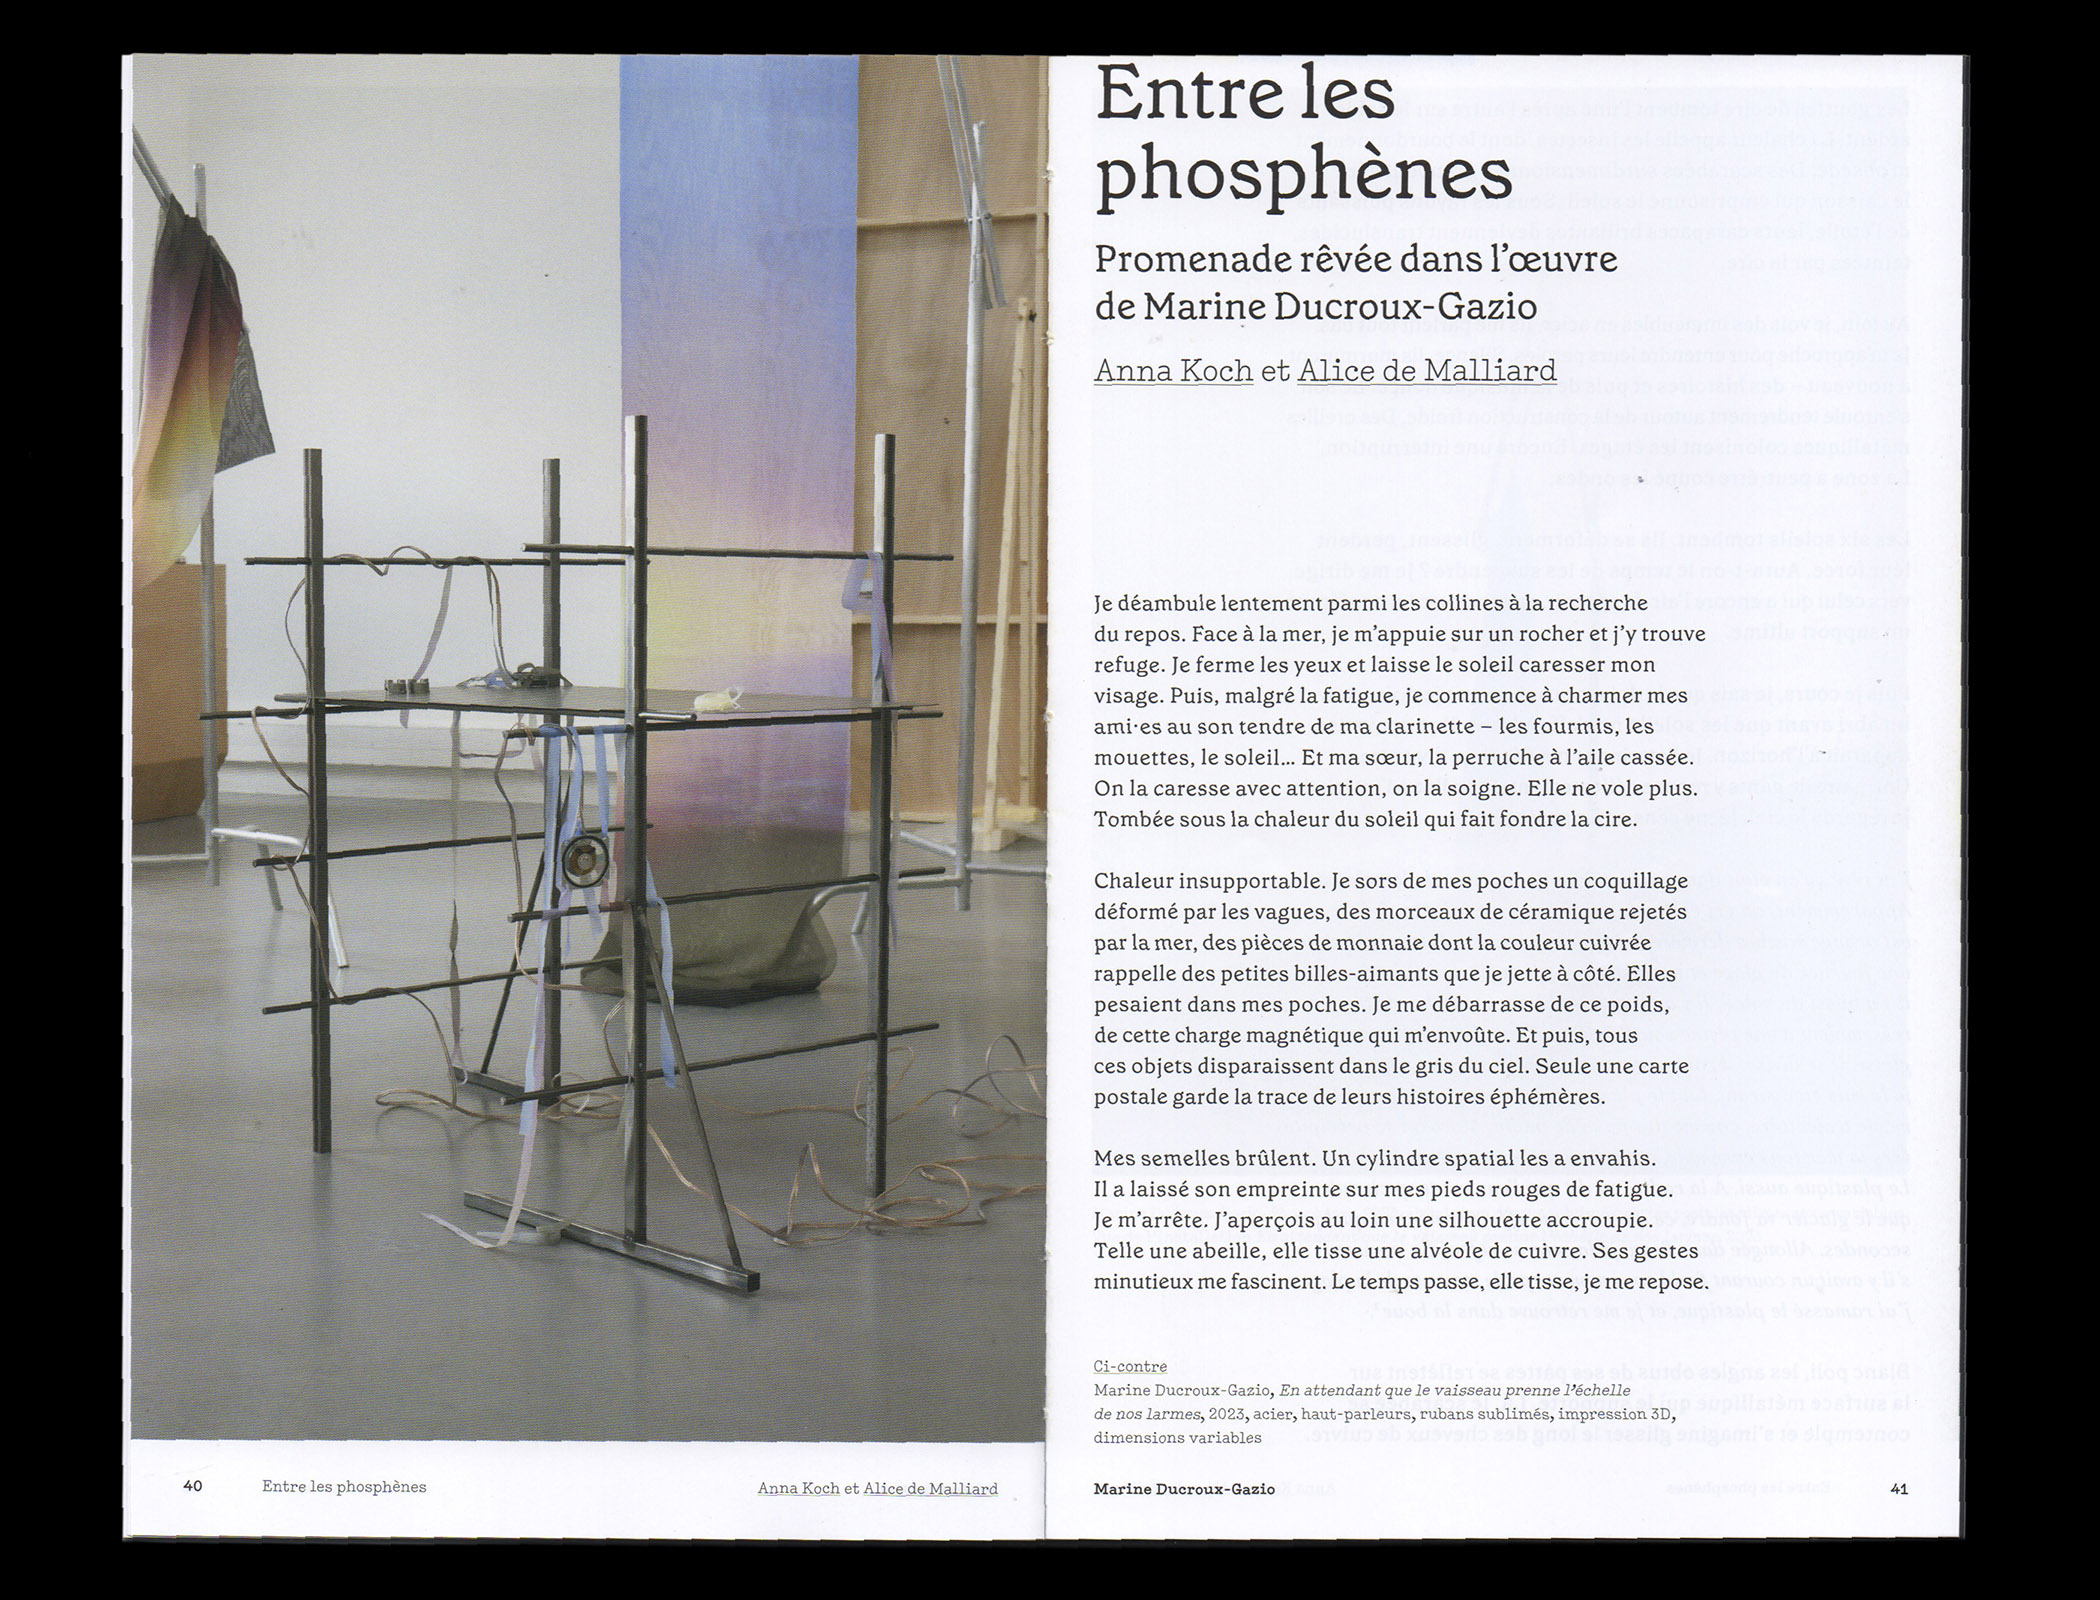 40
Entre les phosphènes
Anna Koch et Alice de Malliard
Entre les
phosphènes
Promenade rêvée dans l’œuvre
de Marine Ducroux-Gazio
Anna Koch et Alice de Malliard
Je déambule lentement parmi les collines à la recherche
du repos. Face à la mer, je m’appuie sur un rocher et j’y trouve
refuge. Je ferme les yeux et laisse le soleil caresser mon
visage. Puis, malgré la fatigue, je commence à charmer mes
ami·es au son tendre de ma clarinette – les fourmis, les
mouettes, le soleil… Et ma sœur, la perruche à l’aile cassée.
On la caresse avec attention, on la soigne. Elle ne vole plus.
Tombée sous la chaleur du soleil qui fait fondre la cire.
Chaleur insupportable. Je sors de mes poches un coquillage
déformé par les vagues, des morceaux de céramique rejetés
par la mer, des pièces de monnaie dont la couleur cuivrée
rappelle des petites billes-aimants que je jette à côté. Elles
pesaient dans mes poches. Je me débarrasse de ce poids,
de cette charge magnétique qui m’envoûte. Et puis, tous
ces objets disparaissent dans le gris du ciel. Seule une carte
postale garde la trace de leurs histoires éphémères.
Mes semelles brûlent. Un cylindre spatial les a envahis.
Il a laissé son empreinte sur mes pieds rouges de fatigue.
Je m’arrête. J’aperçois au loin une silhouette accroupie.
Telle une abeille, elle tisse une alvéole de cuivre. Ses gestes
minutieux me fascinent. Le temps passe, elle tisse, je me repose.
Ci-contre
Marine Ducroux-Gazio, En attendant que le vaisseau prenne l’échelle
de nos larmes, 2023, acier, haut-parleurs, rubans sublimés, impression 3D,
dimensions variables
Marine Ducroux-Gazio
41